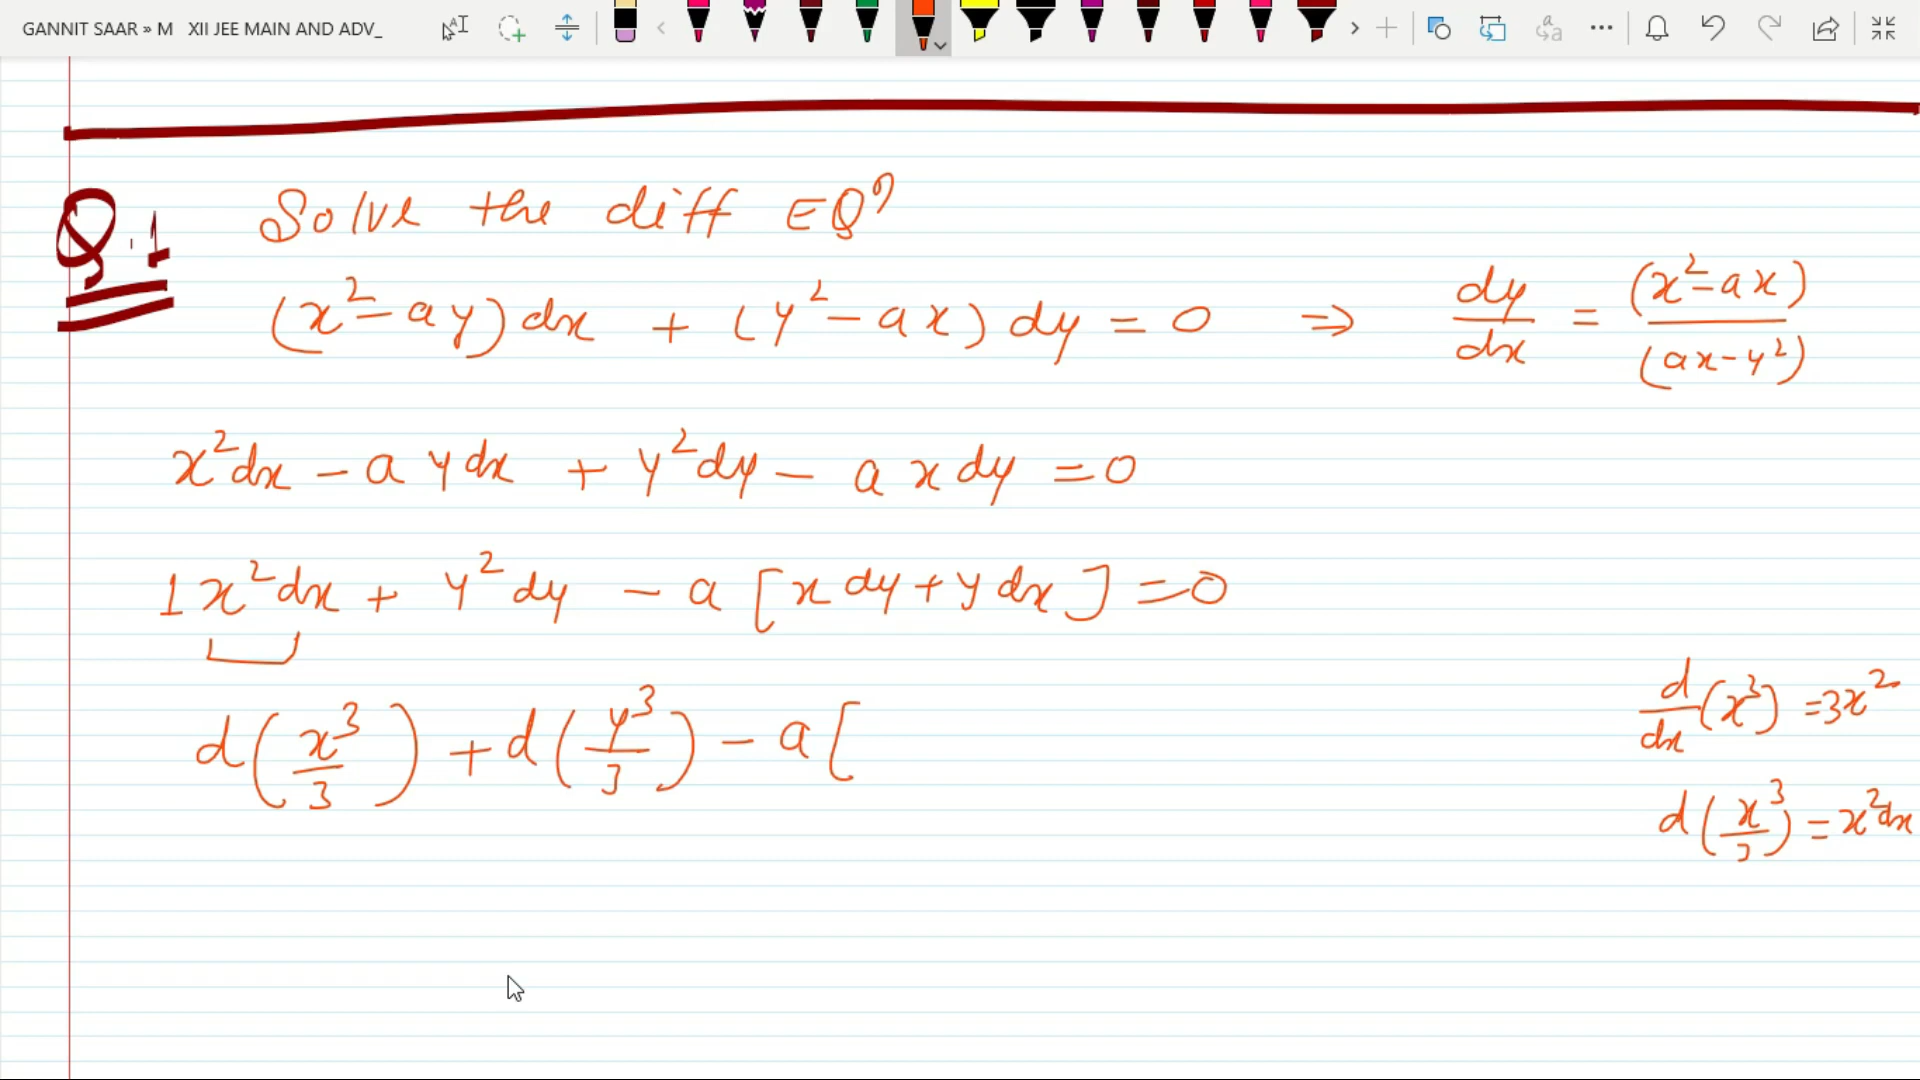 GANNIT SAAR » M XII JEE MAIN AND ADV_
Q.1 Solve the diff EQⁿ
(x² - ay) dx + (y² - ax) dy = 0 ⇒ dy/dx = (x² - ax)/(ax - y²)
x²dx - a y dx + y²dy - a x dy = 0
1 x²dx + y²dy - a [x dy + y dx] = 0
d(x³/3) + d(y³/3) - a [
d/dx (x³) = 3x²
d(x³/3) = x²dx